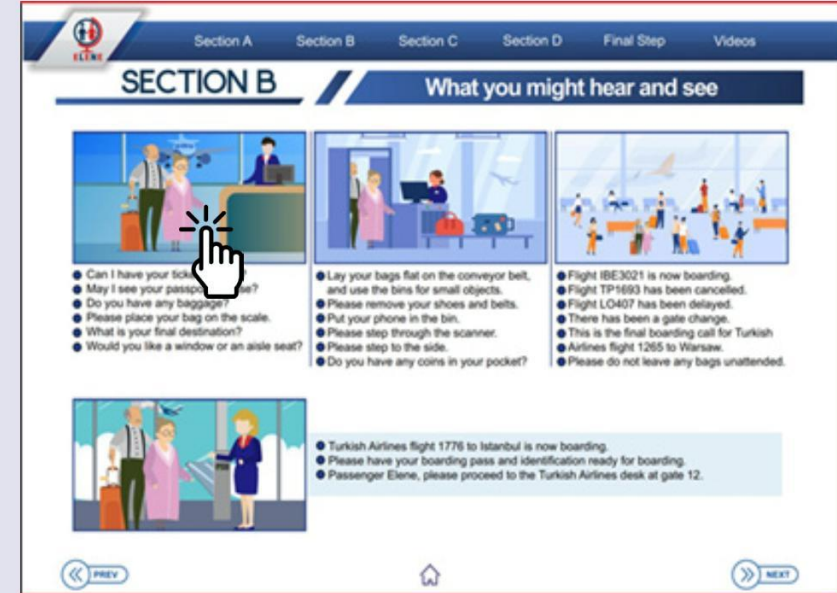 ELENE
Section A
Section B
Section C
Section D
Final Step
Videos
SECTION B
What you might hear and see
Can I have your
May I see your
Do you have any baggage?
Please place your bag on the scale.
What is your final destination?
Would you like a window or an aisle seat?
Lay your bags flat on the conveyor belt,
and use the bins for small objects.
Please remove your shoes and belts.
Put your phone in the bin.
Please step through the scanner.
Please step to the side.
Do you have any coins in your pocket?
Flight IBE3021 is now boarding.
Flight TP1693 has been cancelled.
Flight LO407 has been delayed.
There has been a gate change.
This is the final boarding call for Turkish
Airlines flight 1265 to Warsaw.
Please do not leave any bags unattended.
Turkish Airlines flight 1776 to Istanbul is now boarding.
Please have your boarding pass and identification ready for boarding.
Passenger Elene, please proceed to the Turkish Airlines desk at gate 12.
PREV
NEXT